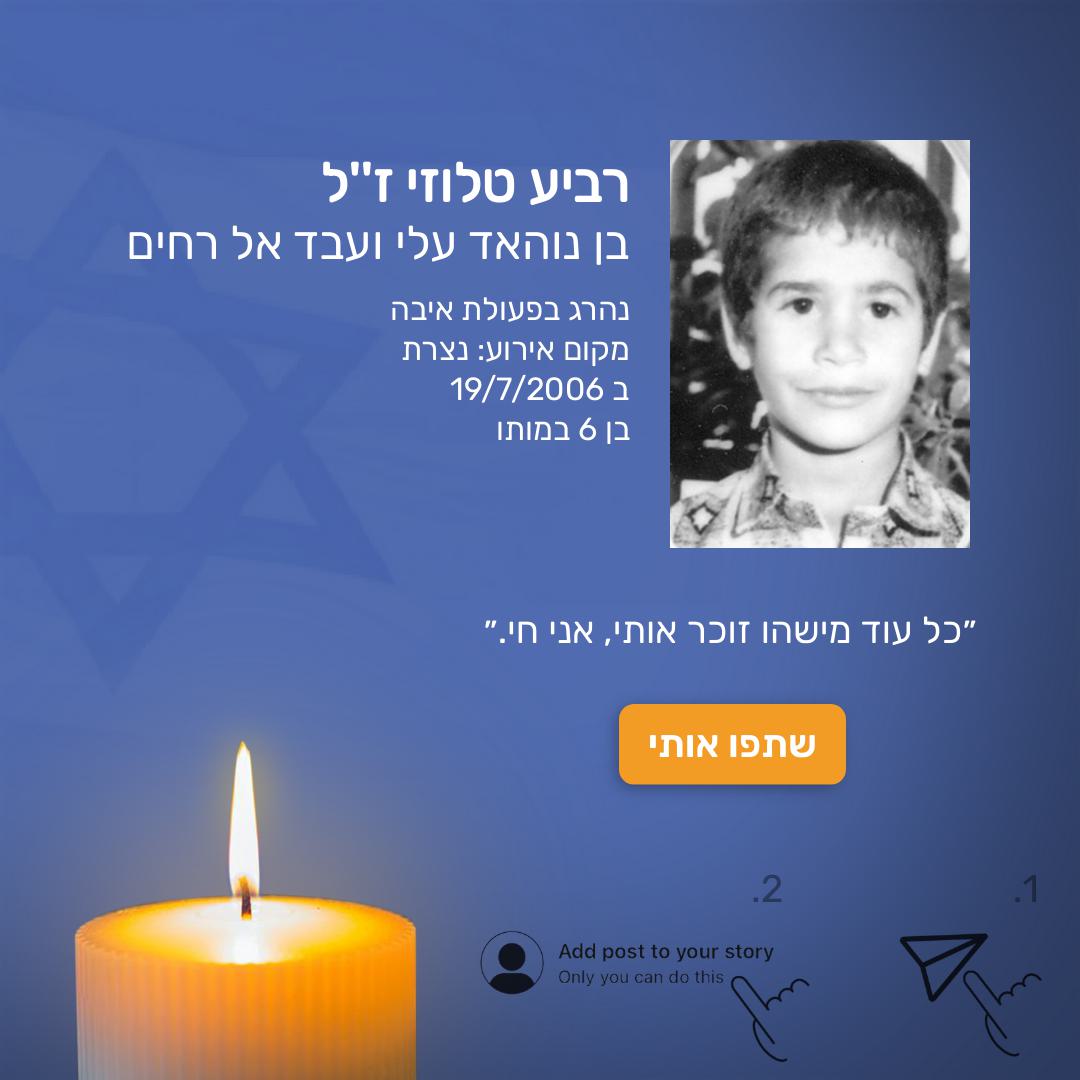 רביע טלוזי ז"ל
בן נוהאד עלי ועבד אל רחים
נהרג בפעולת איבה
מקום אירוע: נצרת
ב 19/7/2006
בן 6 במותו
"כל עוד מישהו זוכר אותי, אני חי."
שתפו אותי
1.
2.
Add post to your story
Only you can do this